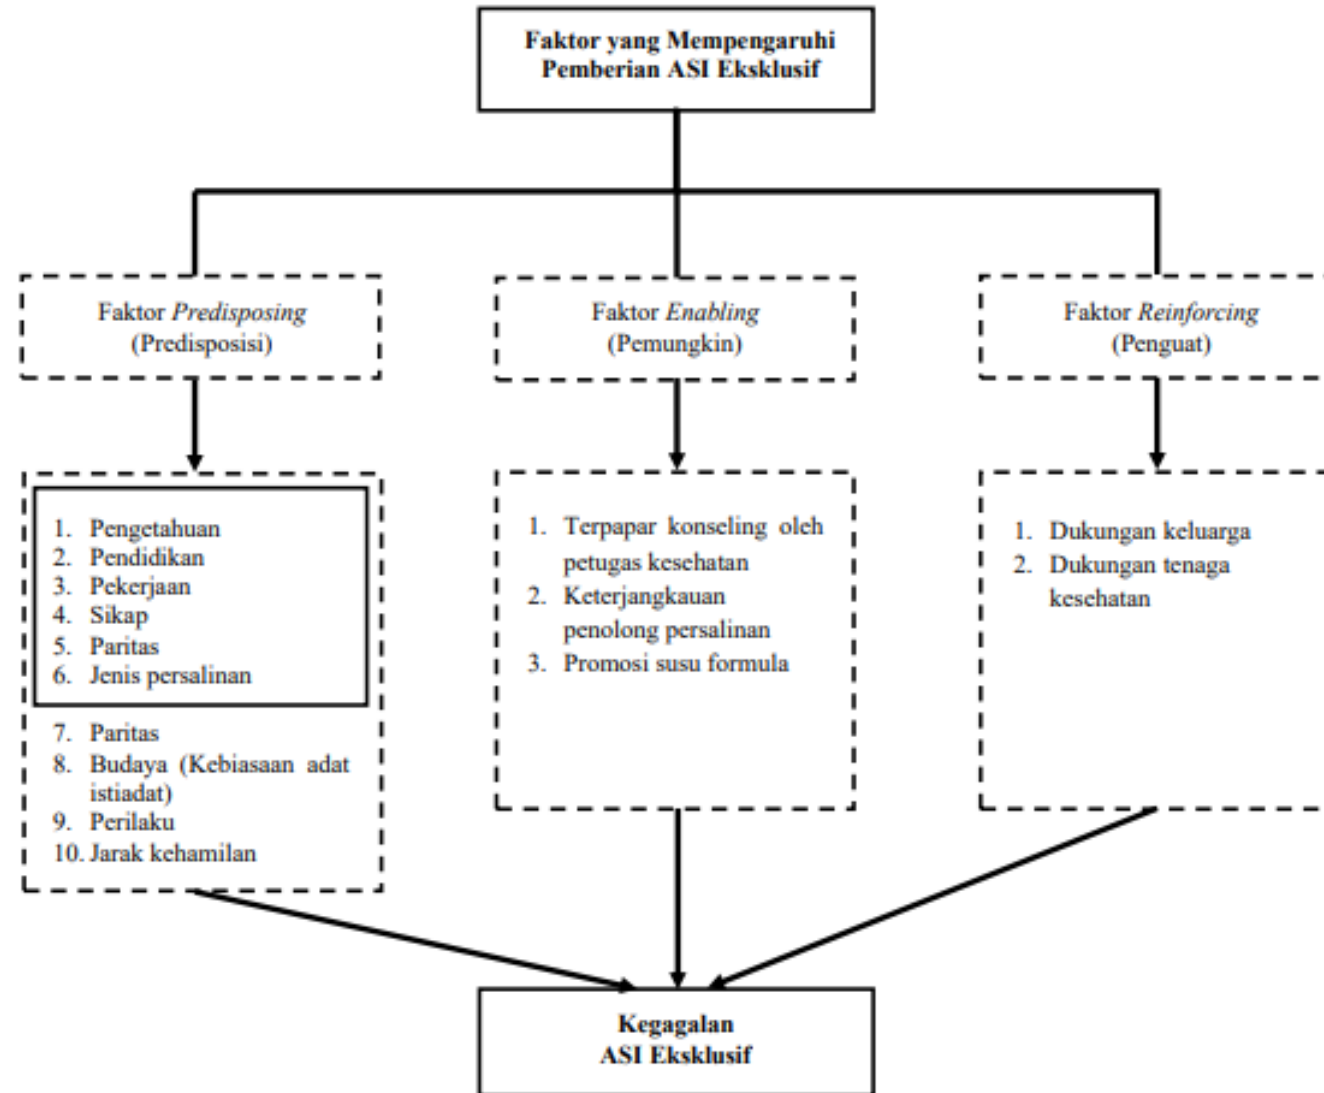 Faktor yang Mempengaruhi
Pemberian ASI Eksklusif
Faktor Predisposing
(Predisposisi)
Faktor Enabling
(Pemungkin)
Faktor Reinforcing
(Penguat)
1. Pengetahuan
2. Pendidikan
3. Pekerjaan
4. Sikap
5. Paritas
6. Jenis persalinan
7. Paritas
8. Budaya (Kebiasaan adat
istiadat)
9. Perilaku
10. Jarak kehamilan
1. Terpapar konseling oleh
petugas kesehatan
2. Keterjangkauan
penolong persalinan
3. Promosi susu formula
1. Dukungan keluarga
2. Dukungan tenaga
kesehatan
Kegagalan
ASI Eksklusif